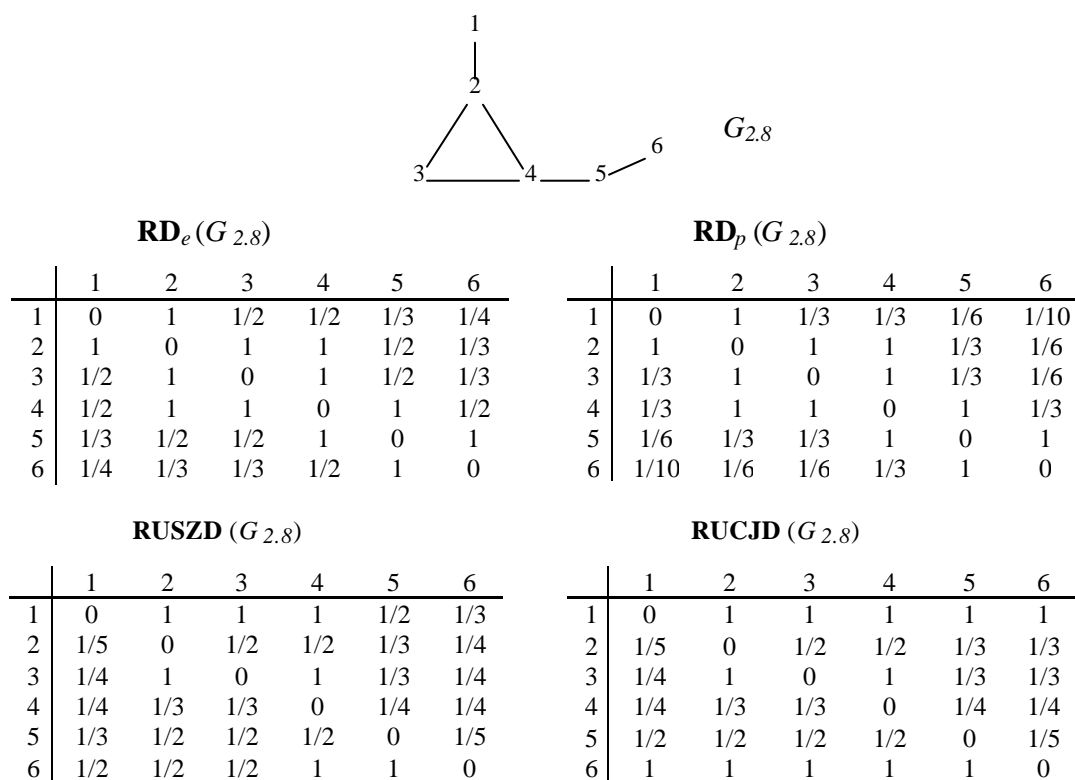 1
2
6 G2.8
3 4 5
RDe (G 2.8) RDp (G 2.8)
1 2 3 4 5 6 1 2 3 4 5 6
1 0 1 1/2 1/2 1/3 1/4 1 0 1 1/3 1/3 1/6 1/10
2 1 0 1 1 1/2 1/3 2 1 0 1 1 1/3 1/6
3 1/2 1 0 1 1/2 1/3 3 1/3 1 0 1 1/3 1/6
4 1/2 1 1 0 1 1/2 4 1/3 1 1 0 1 1/3
5 1/3 1/2 1/2 1 0 1 5 1/6 1/3 1/3 1 0 1
6 1/4 1/3 1/3 1/2 1 0 6 1/10 1/6 1/6 1/3 1 0
RUSZD (G 2.8) RUCJD (G 2.8)
1 2 3 4 5 6 1 2 3 4 5 6
1 0 1 1 1 1/2 1/3 1 0 1 1 1 1 1
2 1/5 0 1/2 1/2 1/3 1/4 2 1/5 0 1/2 1/2 1/3 1/3
3 1/4 1 0 1 1/3 1/4 3 1/4 1 0 1 1/3 1/3
4 1/4 1/3 1/3 0 1/4 1/4 4 1/4 1/3 1/3 0 1/4 1/4
5 1/3 1/2 1/2 1/2 0 1/5 5 1/2 1/2 1/2 1/2 0 1/5
6 1/2 1/2 1/2 1 1 0 6 1 1 1 1 1 0